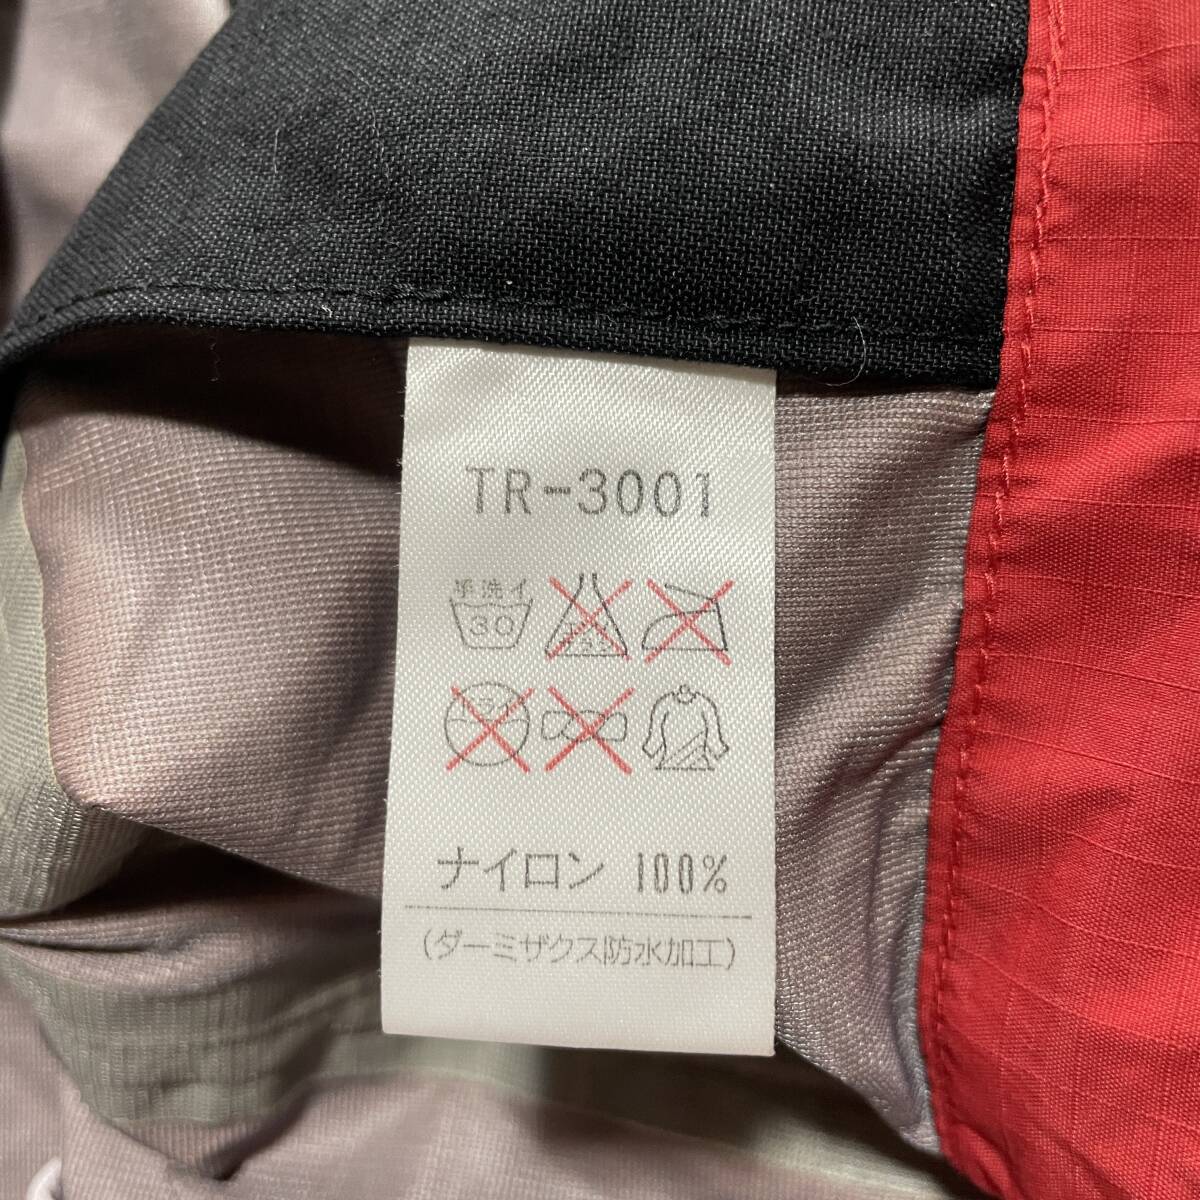 TR-3001
手洗イ
30
ナイロン 100%
(ダーミザクス防水加工)